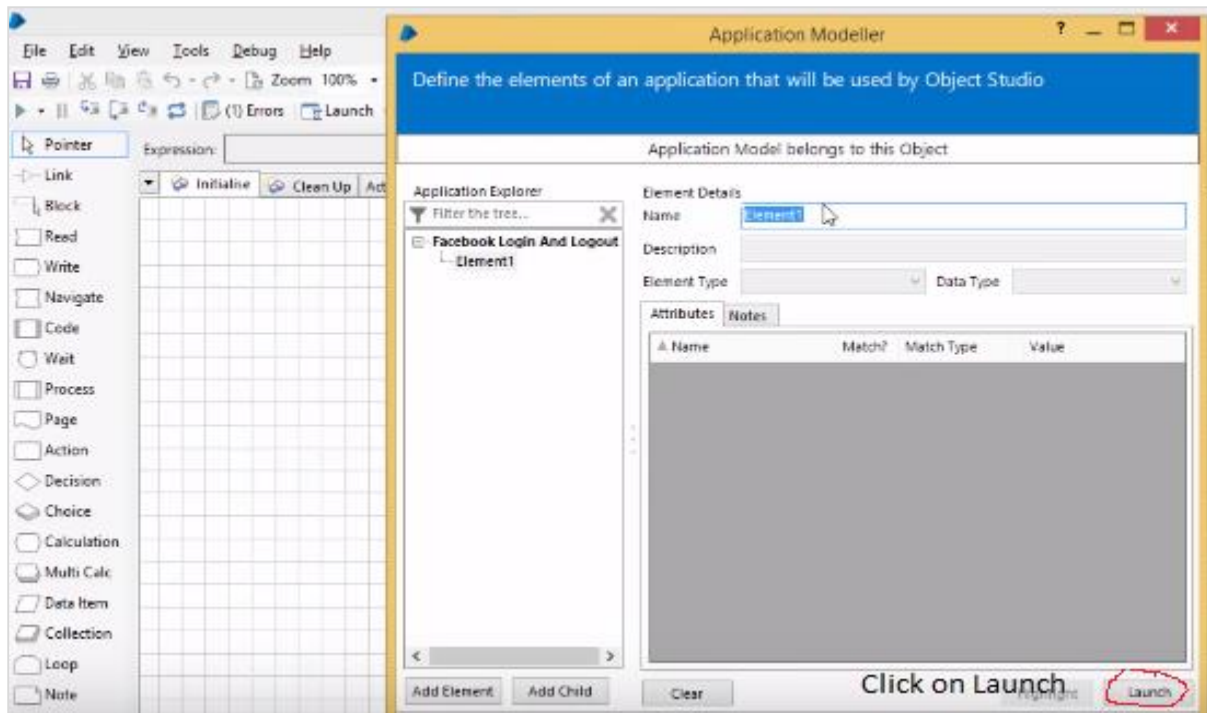 File Edit View Tools Debug Help
Zoom 100%
(1) Errors Launch
Pointer
Expression:
Link
Initialise Clean Up
Block
Read
Write
Navigate
Code
Wait
Process
Page
Action
Decision
Choice
Calculation
Multi Calc
Data Item
Collection
Loop
Note
Application Modeller
Define the elements of an application that will be used by Object Studio
Application Model belongs to this Object
Application Explorer
Filter the tree...
Facebook Login And Logout
Element1
Element Details
Name Element1
Description
Element Type Data Type
Attributes Notes
Name Match? Match Type Value
Add Element Add Child Clear Click on Launch Launch